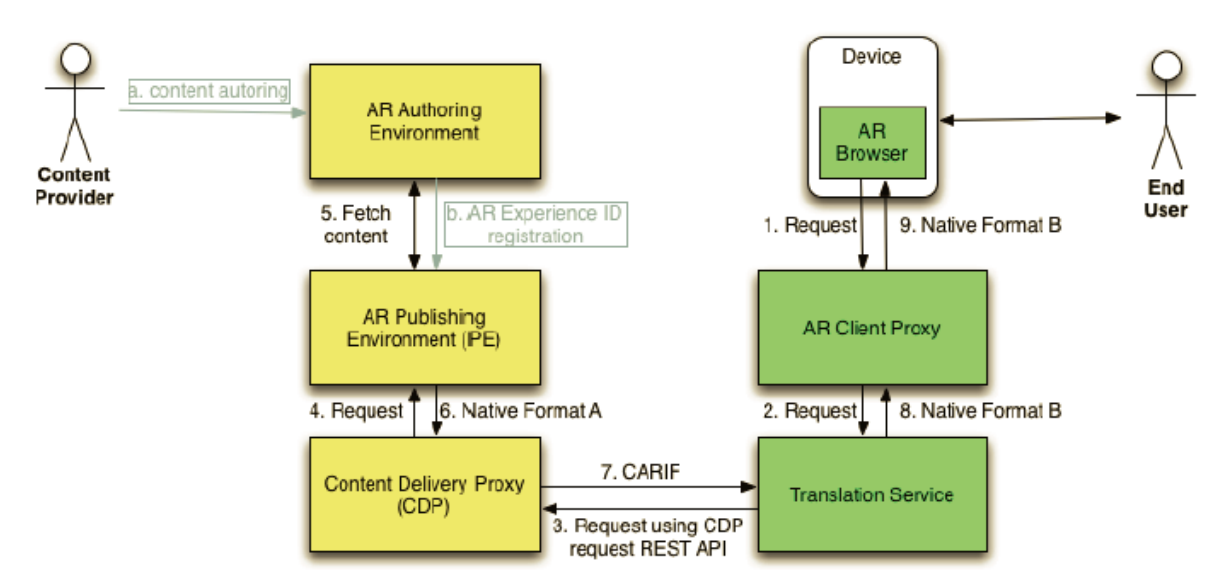 Device
a. content autoring
AR Authoring
Environment
AR
Browser
Content
Provider
End
User
5. Fetch
content
b. AR Experience ID
registration
1. Request
9. Native Format B
AR Publishing
Environment (IPE)
AR Client Proxy
4. Request
6. Native Format A
2. Request
8. Native Format B
Content Delivery Proxy
(CDP)
7. CARIF
Translation Service
3. Request using CDP
request REST API